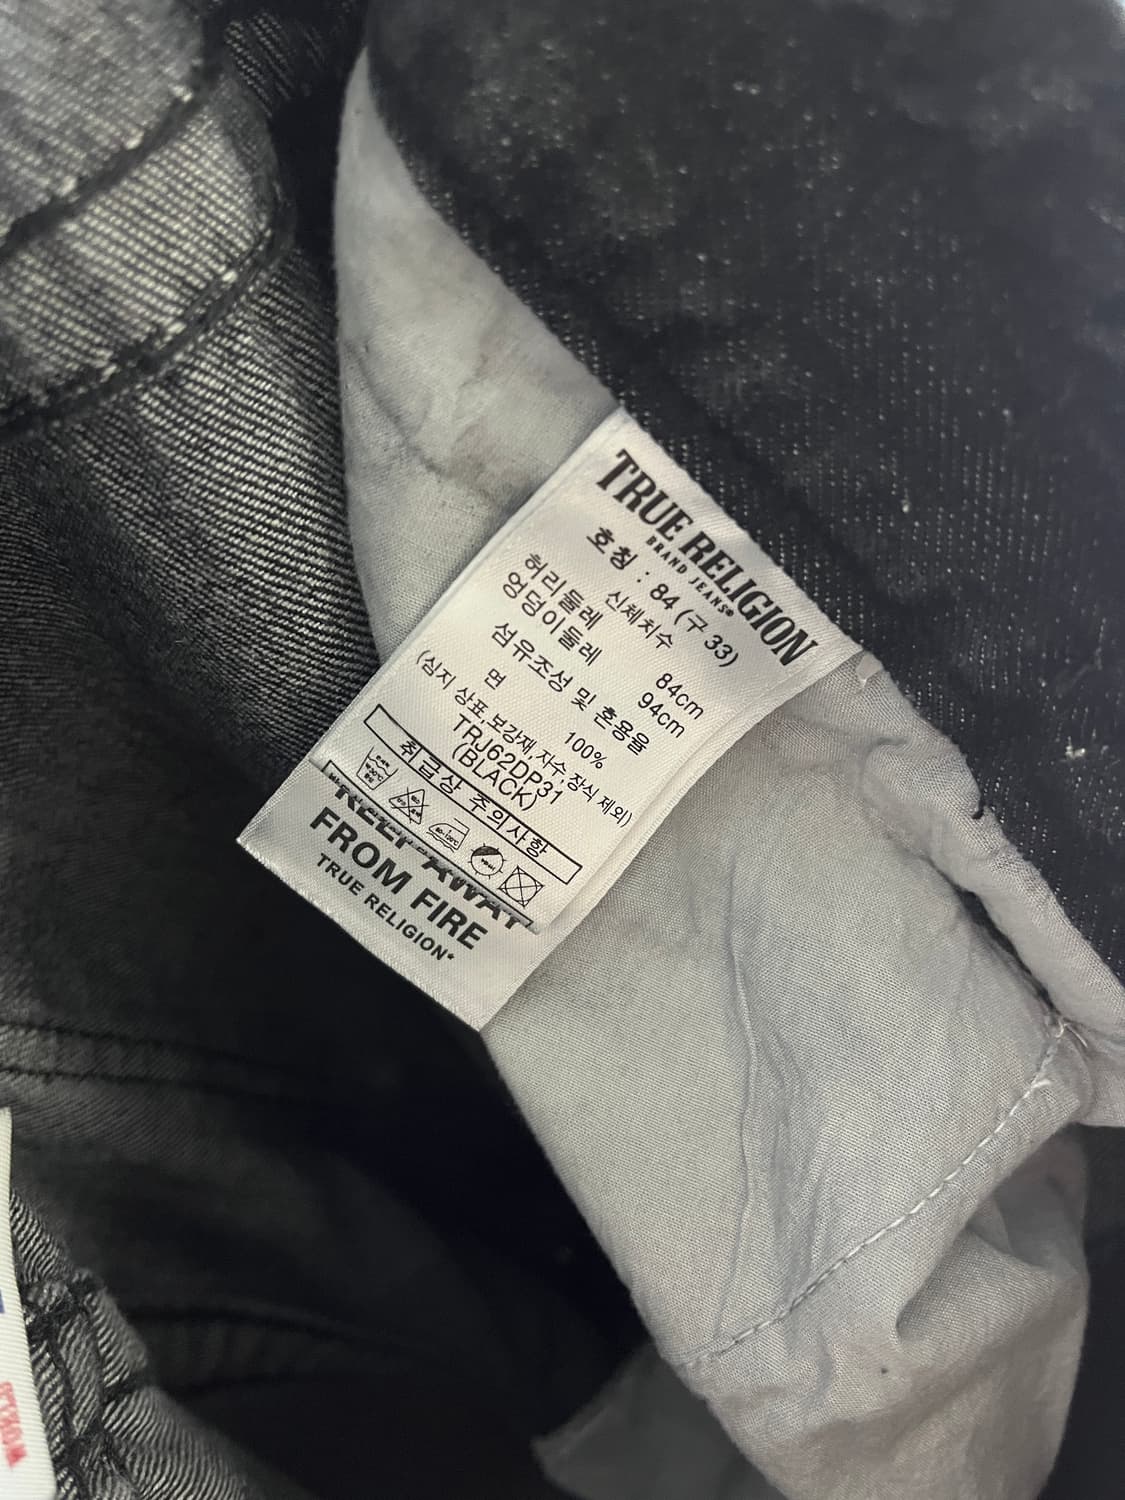 TRUE RELIGION
BRAND JEANS®
호칭 : 84 (구 33)
신체치수
허리둘레 84cm
엉덩이둘레 94cm
섬유조성 및 혼용율
면 100%
(심지 상표,보강재,자수,장식 제외)
TRJ62DP31
(BLACK)
취급상 주의사항
KEEP AWAY
FROM FIRE
TRUE RELIGION*